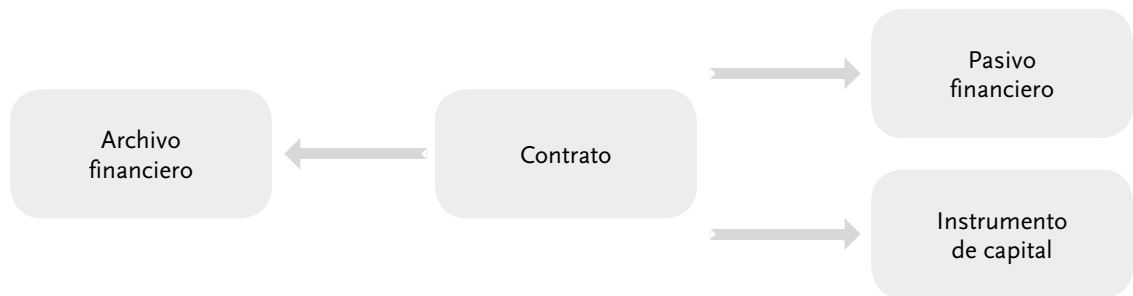 Archivo
financiero
Contrato
Pasivo
financiero
Instrumento
de capital